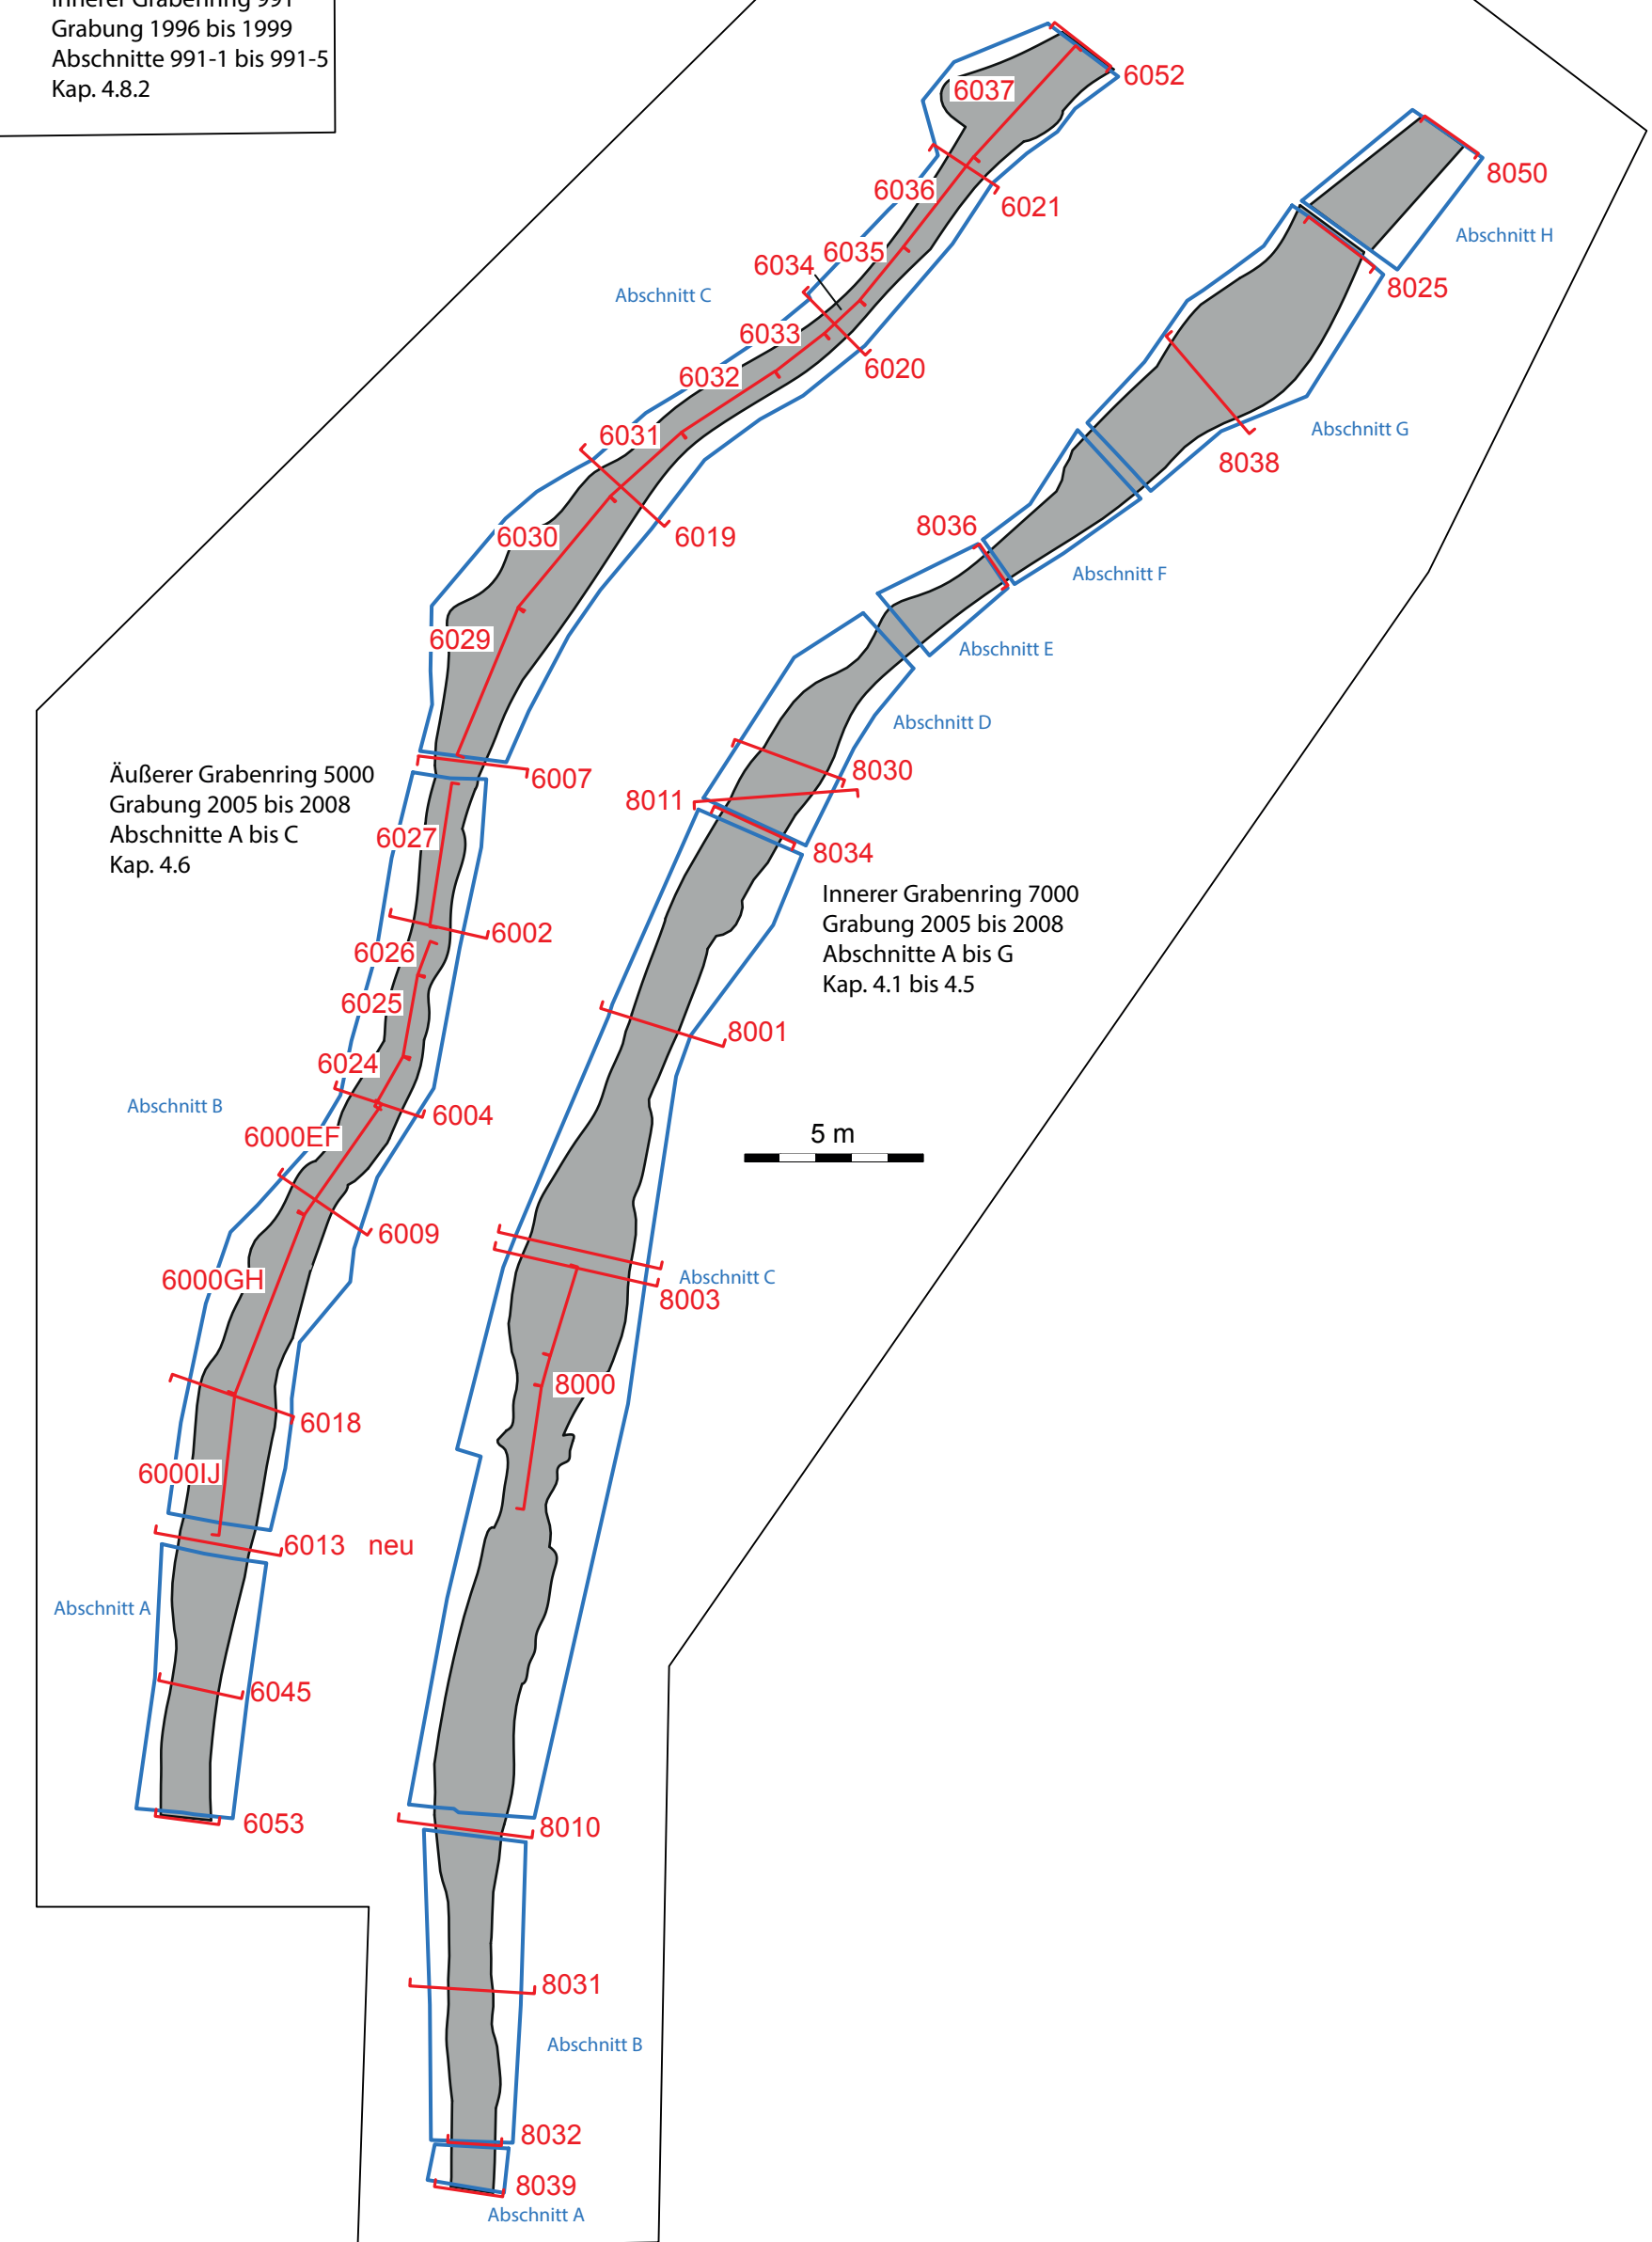 Innerer Grabenring 991
Grabung 1996 bis 1999
Abschnitte 991-1 bis 991-5
Kap. 4.8.2
6052
6037
8050
6036
6021
Abschnitt H
6035
6034
8025
Abschnitt C
6033
6020
6032
Abschnitt G
6031
8038
8036
6030
6019
Abschnitt F
6029
Abschnitt E
Abschnitt D
Äußerer Grabenring 5000
Grabung 2005 bis 2008
Abschnitte A bis C
Kap. 4.6
6007
8030
8011
6027
8034
Innerer Grabenring 7000
Grabung 2005 bis 2008
Abschnitte A bis G
Kap. 4.1 bis 4.5
6002
6026
6025
8001
6024
Abschnitt B
6004
6000EF
5 m
6009
6000GH
Abschnitt C
8003
8000
6018
6000IJ
6013 neu
Abschnitt A
6045
6053
8010
8031
Abschnitt B
8032
8039
Abschnitt A